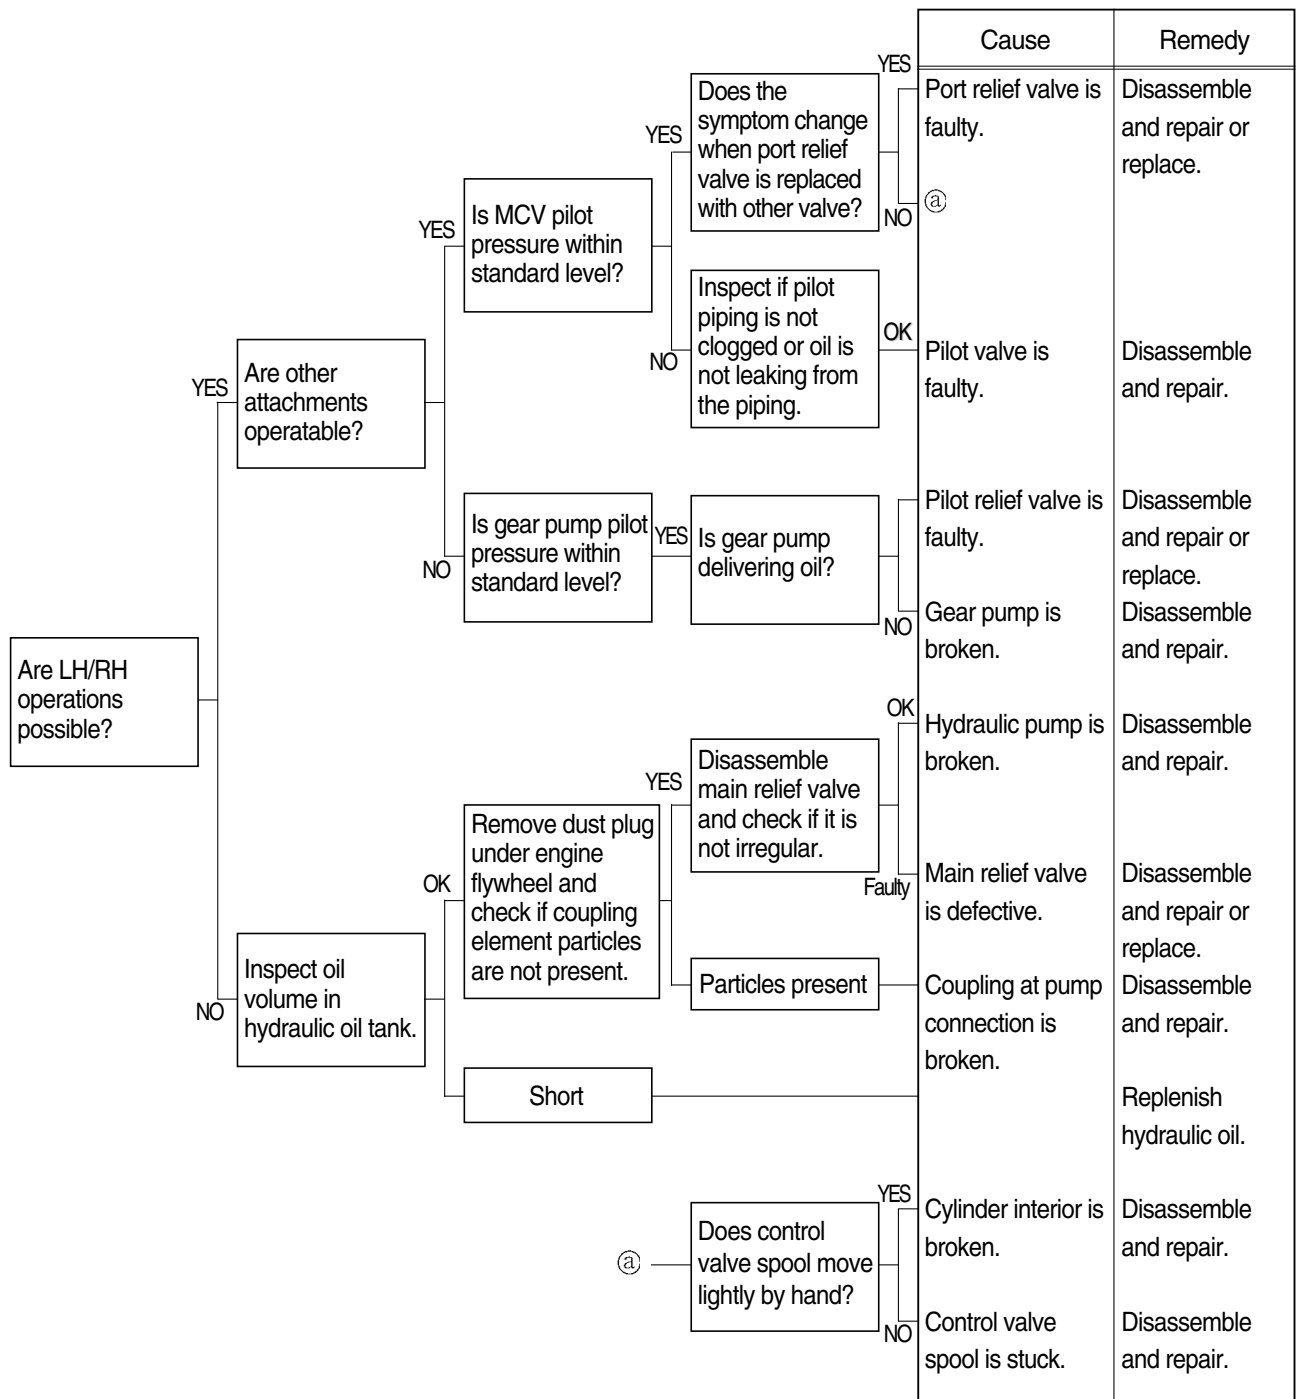 Cause
Remedy
YES
Does the
symptom change
when port relief
valve is replaced
with other valve?
Port relief valve is
faulty.
Disassemble
and repair or
replace.
YES
NO
ⓐ
YES
Is MCV pilot
pressure within
standard level?
Inspect if pilot
piping is not
clogged or oil is
not leaking from
the piping.
NO
OK
Pilot valve is
faulty.
Disassemble
and repair.
YES
Are other
attachments
operatable?
Is gear pump pilot
pressure within
standard level?
NO
YES
Is gear pump
delivering oil?
Pilot relief valve is
faulty.
Disassemble
and repair or
replace.
NO
Gear pump is
broken.
Disassemble
and repair.
Are LH/RH
operations
possible?
OK
Hydraulic pump is
broken.
Disassemble
and repair.
YES
Disassemble
main relief valve
and check if it is
not irregular.
Remove dust plug
under engine
flywheel and
check if coupling
element particles
are not present.
OK
Faulty
Main relief valve
is defective.
Disassemble
and repair or
replace.
NO
Inspect oil
volume in
hydraulic oil tank.
Particles present
Coupling at pump
connection is
broken.
Disassemble
and repair.
Short
Replenish
hydraulic oil.
ⓐ
Does control
valve spool move
lightly by hand?
YES
Cylinder interior is
broken.
Disassemble
and repair.
NO
Control valve
spool is stuck.
Disassemble
and repair.